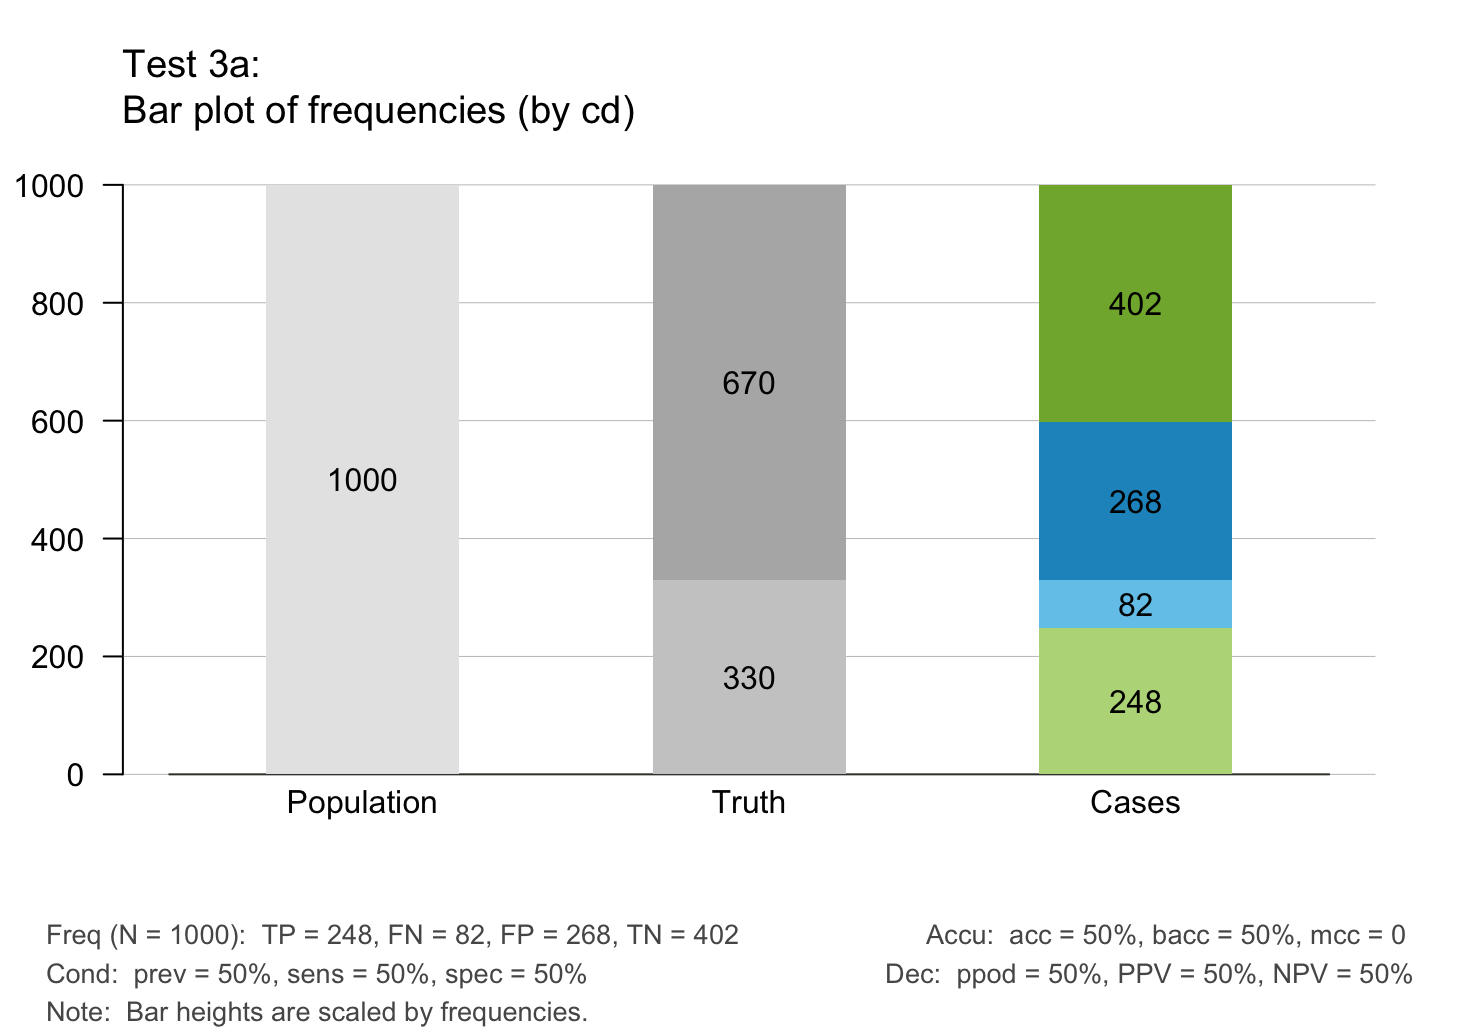 Test 3a:
Bar plot of frequencies (by cd)
1000
800
600
400
200
0
1000
670
330
402
268
82
248
Population
Truth
Cases
Freq (N = 1000):  TP = 248, FN = 82, FP = 268, TN = 402
Accu:  acc = 50%, bacc = 50%, mcc = 0
Cond:  prev = 50%, sens = 50%, spec = 50%
Dec:  ppod = 50%, PPV = 50%, NPV = 50%
Note:  Bar heights are scaled by frequencies.